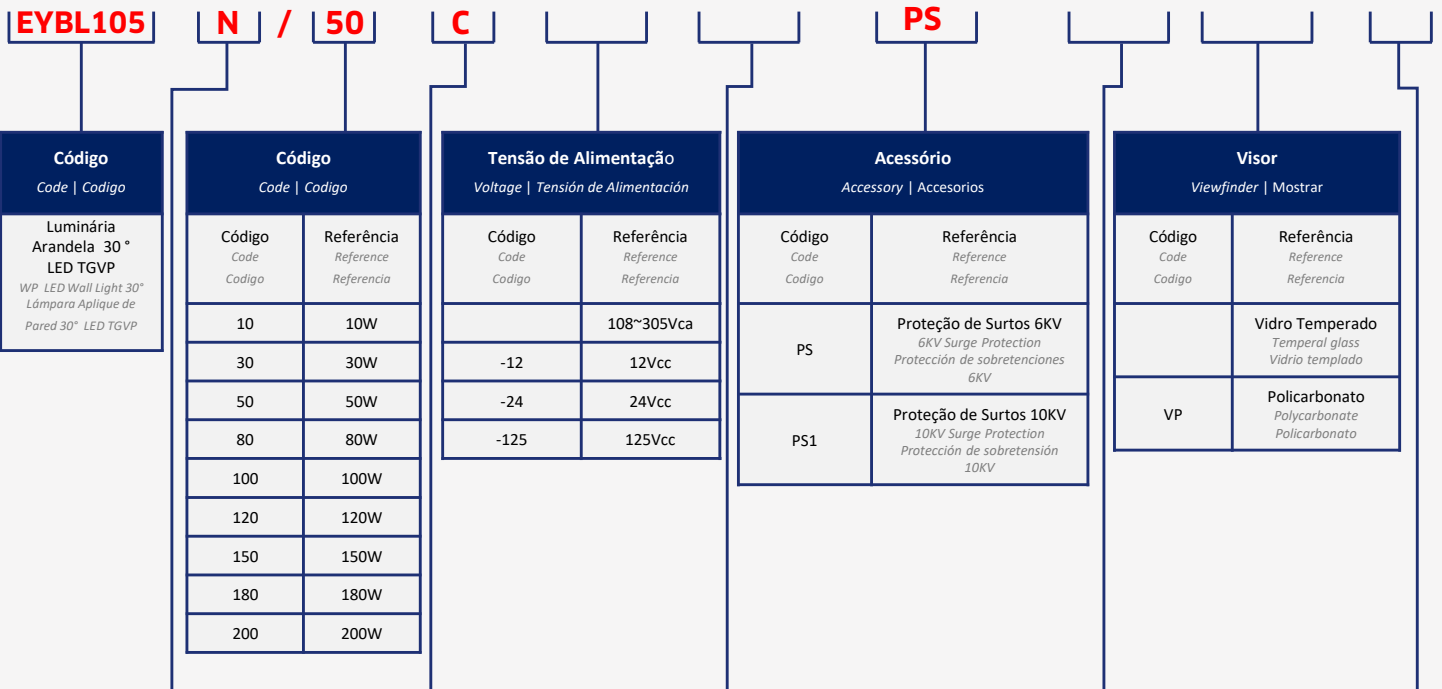 EYBL105 N / 50 C PS
Código
Code | Codigo
Luminária
Arandela 30 °
LED TGVP
WP LED Wall Light 30°
Lámpara Aplique de
Pared 30° LED TGVP
Código
Code | Codigo
Código Referência
Code Reference
Codigo Referencia
10 10W
30 30W
50 50W
80 80W
100 100W
120 120W
150 150W
180 180W
200 200W
Tensão de Alimentação
Voltage | Tensión de Alimentación
Código Referência
Code Reference
Codigo Referencia
108~305Vca
-12 12Vcc
-24 24Vcc
-125 125Vcc
Acessório
Accessory | Accesorios
Código Referência
Code Reference
Codigo Referencia
PS
Proteção de Surtos 6KV
6KV Surge Protection
Protección de sobretenciones
6KV
PS1
Proteção de Surtos 10KV
10KV Surge Protection
Protección de sobretensión
10KV
Visor
Viewfinder | Mostrar
Código Referência
Code Reference
Codigo Referencia
Vidro Temperado
Temperal glass
Vidrio templado
VP
Policarbonato
Polycarbonate
Policarbonato